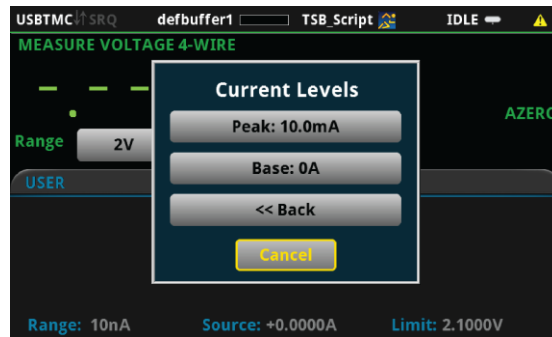 USBTMC SRQ defbuffer1 TSB_Script IDLE
MEASURE VOLTAGE 4-WIRE
Current Levels
Peak: 10.0mA
AZERO
Range 2V
Base: 0A
USER
<< Back
Cancel
Range: 10nA Source: +0.0000A Limit: 2.1000V